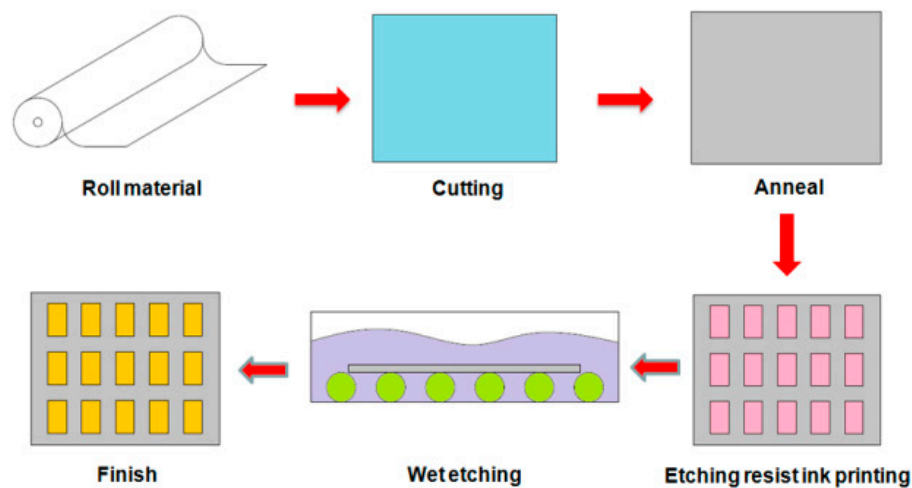 Roll material
Cutting
Anneal
Etching resist ink printing
Wet etching
Finish